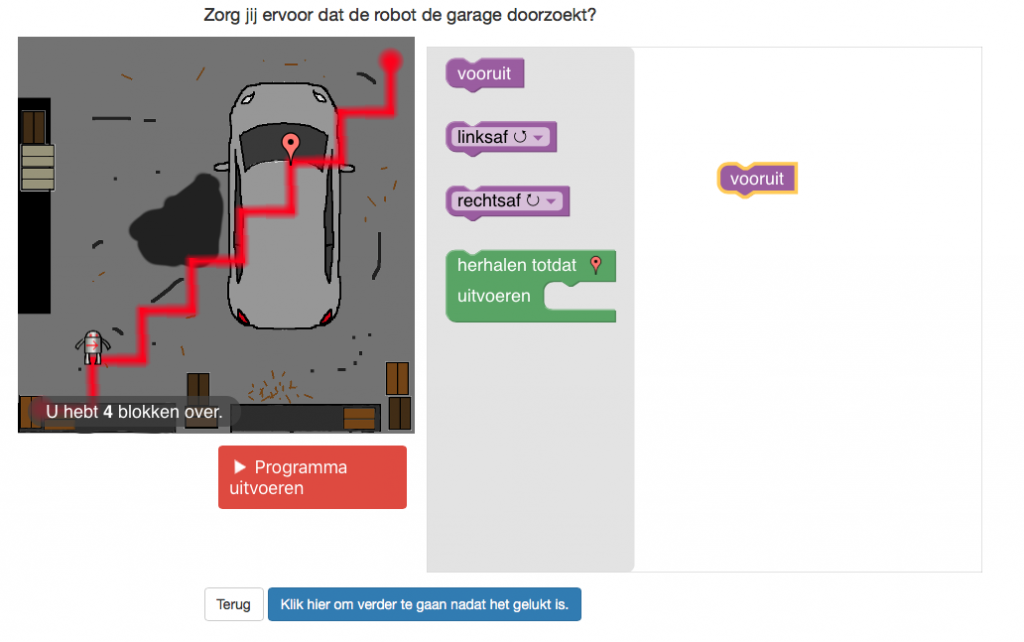 Zorg jij ervoor dat de robot de garage doorzoekt?
vooruit
linksaf
rechtsaf
herhalen totdat
uitvoeren
vooruit
U hebt 4 blokken over.
Programma
uitvoeren
Terug
Klik hier om verder te gaan nadat het gelukt is.